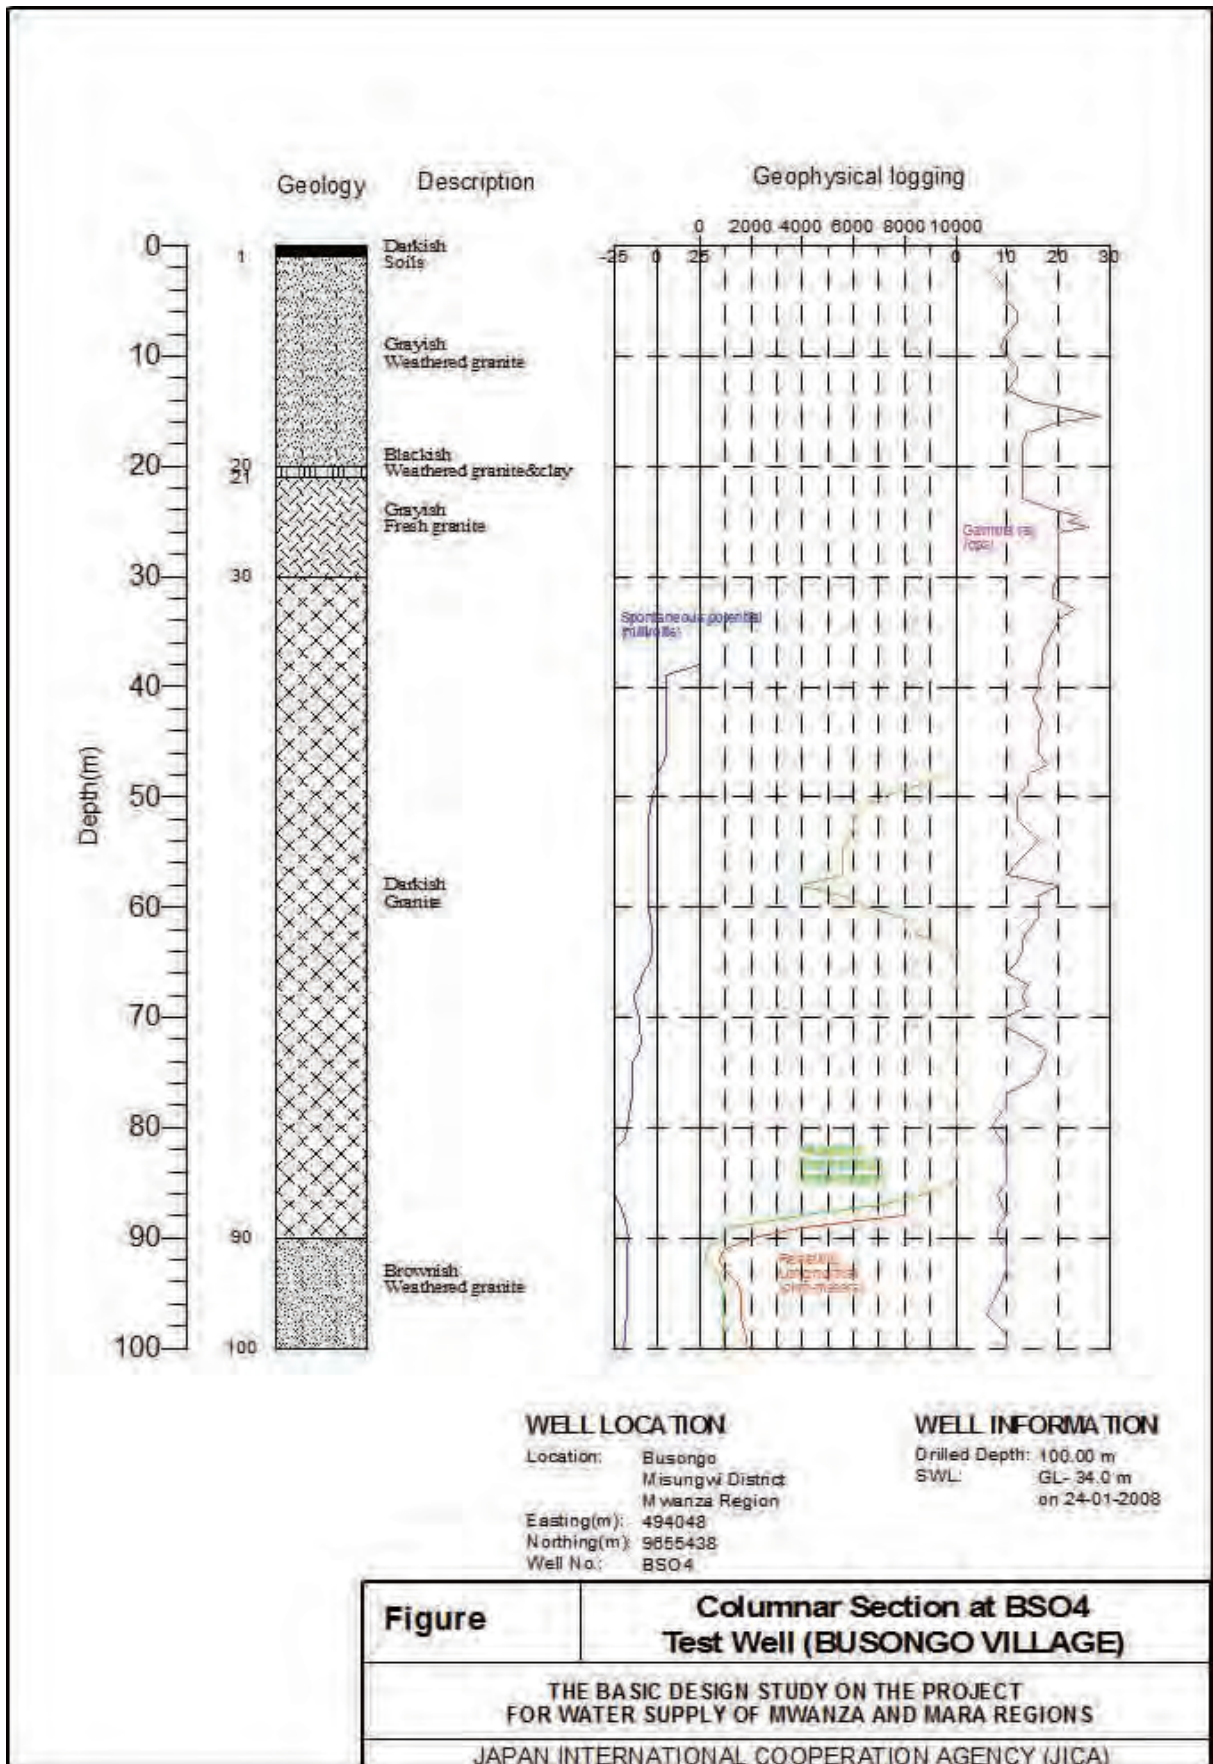 Geology
Description
Geophysical logging
0 2000 4000 6000 8000 10000
-25 0 25 0 10 20 30
0
10
20
30
40
50
60
70
80
90
100
Depth(m)
1
20
21
30
90
100
Darkish
Soils
Grayish
Weathered granite
Blackish
Weathered granite&clay
Grayish
Fresh granite
Darkish
Granite
Brownish
Weathered granite
Gamma ray
(cps)
Spontaneous potential
(millivolts)
Long normal
(ohm-meters)
WELL LOCATION
Location: Busongo
Misungwi District
Mwanza Region
Easting(m): 494048
Northing(m): 9655438
Well No.: BSO4
WELL INFORMATION
Drilled Depth: 100.00 m
SWL: GL- 34.0 m
on 24-01-2008
Figure
Columnar Section at BSO4
Test Well (BUSONGO VILLAGE)
THE BASIC DESIGN STUDY ON THE PROJECT
FOR WATER SUPPLY OF MWANZA AND MARA REGIONS
JAPAN INTERNATIONAL COOPERATION AGENCY (JICA)